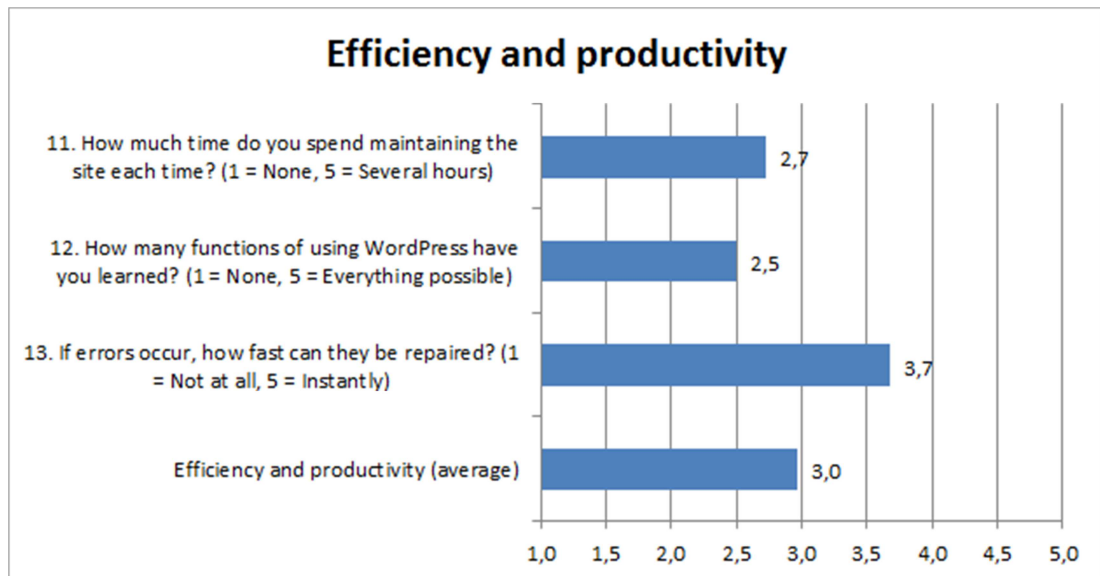 Efficiency and productivity
11. How much time do you spend maintaining the
site each time? (1 = None, 5 = Several hours)
2,7
12. How many functions of using WordPress have
you learned? (1 = None, 5 = Everything possible)
2,5
13. If errors occur, how fast can they be repaired? (1
= Not at all, 5 = Instantly)
3,7
Efficiency and productivity (average)
3,0
1,0 1,5 2,0 2,5 3,0 3,5 4,0 4,5 5,0